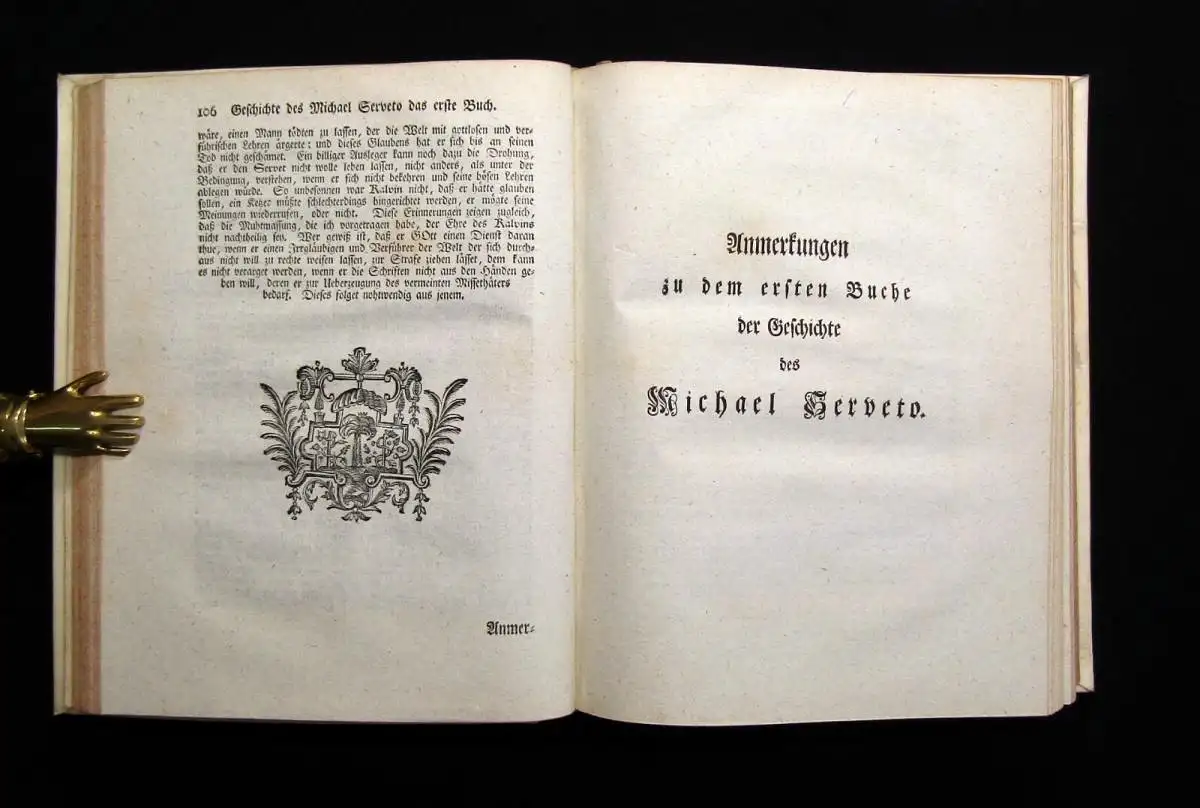 106 Geschichte des Michael Serveto das erste Buch.
wäre, einen Mann tödten zu lassen, der die Welt mit gottlosen und ver-
führischen Lehren ärgerte: und dieses Glaubens hat er sich bis an seinen
Tod nicht geschämet. Ein billiger Ausleger kann noch dazu die Drohung,
daß er den Servet nicht wolle leben lassen, nicht anders, als unter der
Bedingung, verstehen, wenn er sich nicht bekehren und seine bösen Lehren
ablegen würde. So unbesonnen war Kalvin nicht, daß er hätte glauben
sollen, ein Ketzer müßte schlechterdings hingerichtet werden, er mögte seine
Meinungen wiederrufen, oder nicht. Diese Erinnerungen zeigen zugleich,
daß die Muhtmassung, die ich vorgetragen habe, der Ehre des Kalvins
nicht nachtheilig sey. Wer gewiß ist, daß er GOtt einen Dienst daran
thue, wenn er einen Irrgläubigen und Verführer der Welt der sich durch-
aus nicht will zu rechte weisen lassen, zur Strafe ziehen lässet, dem kann
es nicht verarget werden, wenn er die Schriften nicht aus den Händen ge-
ben will, deren er zur Ueberzeugung des vermeinten Missethäters
bedarf. Dieses folget nohtwendig aus jenem.
Anmer-
Anmerkungen
zu dem ersten Buche
der Geschichte
des
Michael Serveto.